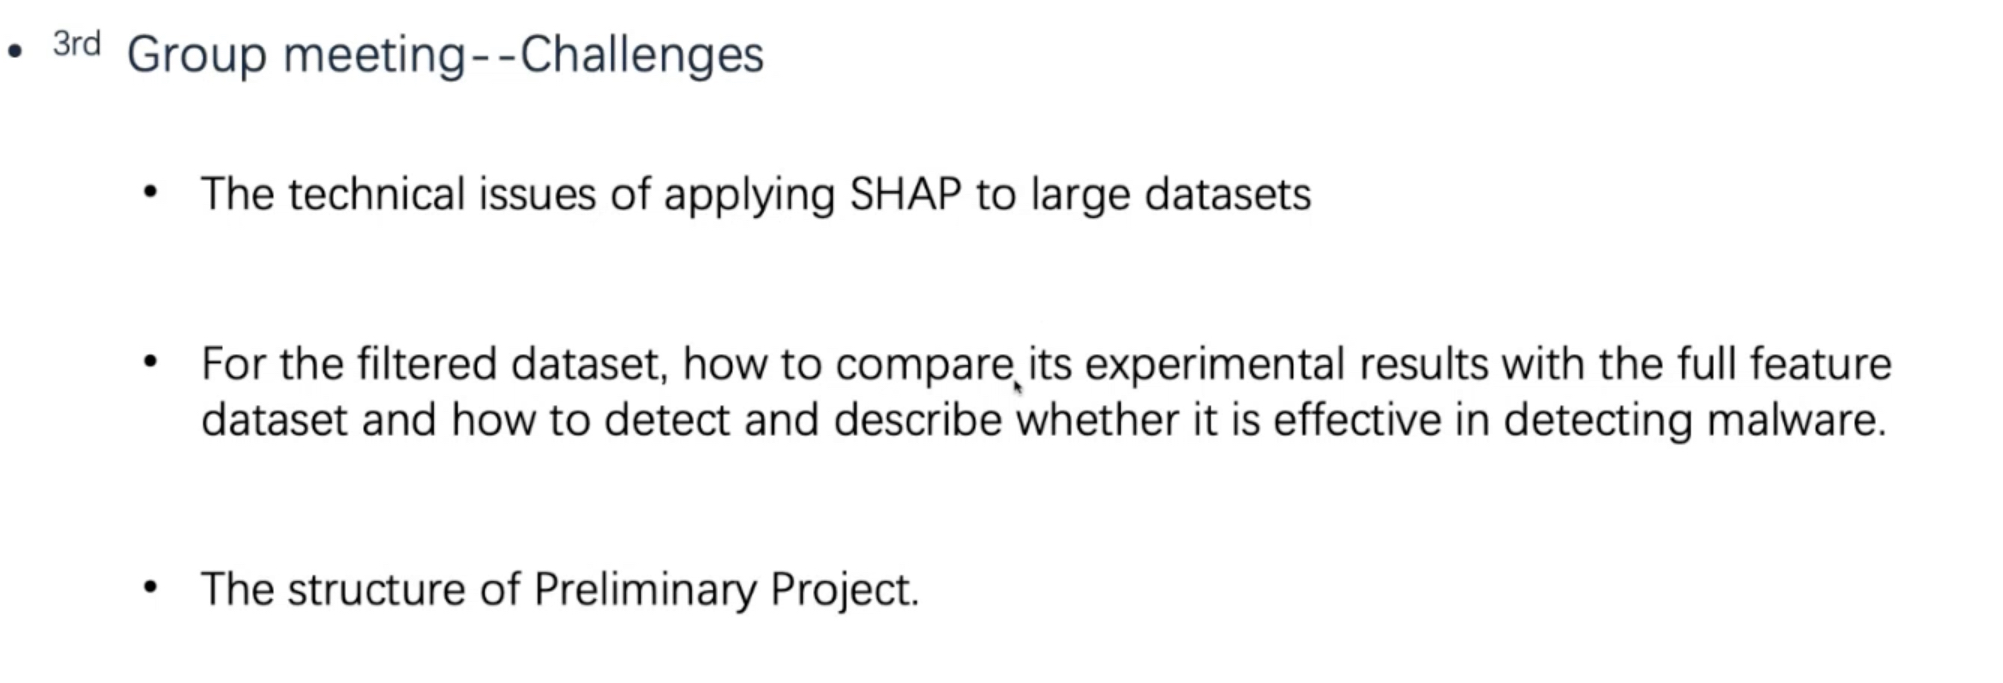 • 3rd Group meeting--Challenges
• The technical issues of applying SHAP to large datasets
• For the filtered dataset, how to compare its experimental results with the full feature
dataset and how to detect and describe whether it is effective in detecting malware.
• The structure of Preliminary Project.